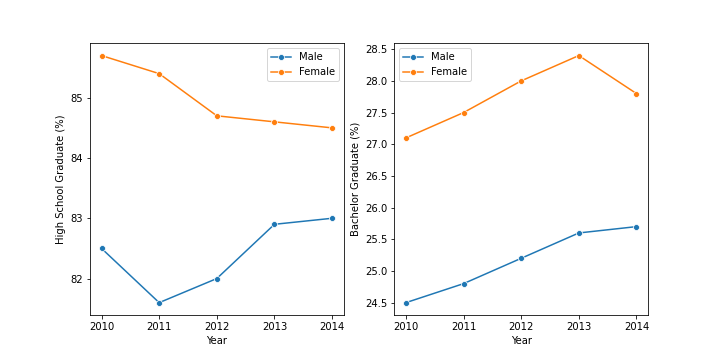 High School Graduate (%)
85
84
83
82
2010 2011 2012 2013 2014
Year
Male
Female
Bachelor Graduate (%)
28.5
28.0
27.5
27.0
26.5
26.0
25.5
25.0
24.5
2010 2011 2012 2013 2014
Year
Male
Female